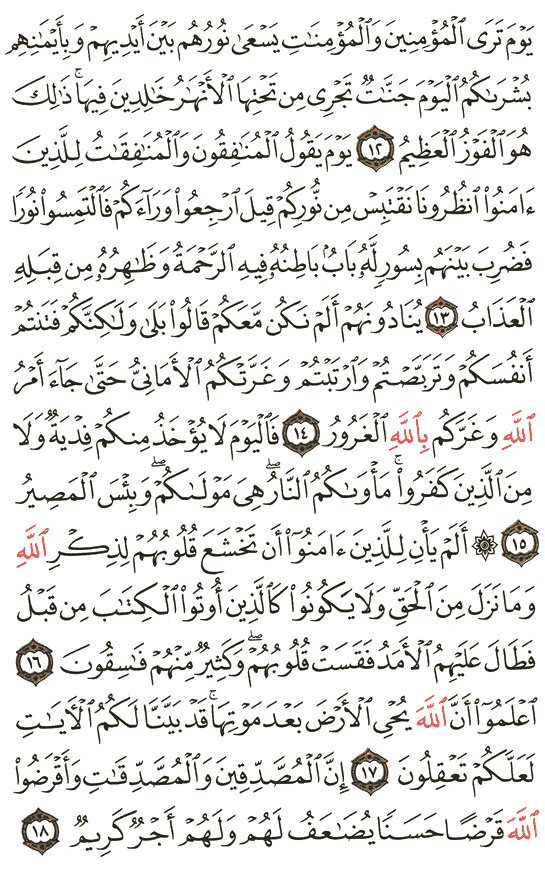 يَوْمَ تَرَى ٱلْمُؤْمِنِينَ وَٱلْمُؤْمِنَـٰتِ يَسْعَىٰ نُورُهُم بَيْنَ أَيْدِيهِمْ وَبِأَيْمَـٰنِهِم
بُشْرَىٰكُمُ ٱلْيَوْمَ جَنَّـٰتٌ تَجْرِى مِن تَحْتِهَا ٱلْأَنْهَـٰرُ خَـٰلِدِينَ فِيهَا ۚ ذَٰلِكَ
هُوَ ٱلْفَوْزُ ٱلْعَظِيمُ ١٢ يَوْمَ يَقُولُ ٱلْمُنَـٰفِقُونَ وَٱلْمُنَـٰفِقَـٰتُ لِلَّذِينَ
ءَامَنُوا۟ ٱنظُرُونَا نَقْتَبِسْ مِن نُّورِكُمْ قِيلَ ٱرْجِعُوا۟ وَرَآءَكُمْ فَٱلْتَمِسُوا۟ نُورًا
فَضُرِبَ بَيْنَهُم بِسُورٍ لَّهُۥ بَابٌۢ بَاطِنُهُۥ فِيهِ ٱلرَّحْمَةُ وَظَـٰهِرُهُۥ مِن قِبَلِهِ
ٱلْعَذَابُ ١٣ يُنَادُونَهُمْ أَلَمْ نَكُن مَّعَكُمْ قَالُوا۟ بَلَىٰ وَلَـٰكِنَّكُمْ فَتَنتُمْ
أَنفُسَكُمْ وَتَرَبَّصْتُمْ وَٱرْتَبْتُمْ وَغَرَّتْكُمُ ٱلْأَمَانِىُّ حَتَّىٰ جَآءَ أَمْرُ
ٱللَّهِ وَغَرَّكُم بِٱللَّهِ ٱلْغَرُورُ ١٤ فَٱلْيَوْمَ لَا يُؤْخَذُ مِنكُمْ فِدْيَةٌ وَلَا
مِنَ ٱلَّذِينَ كَفَرُوا۟ ۚ مَأْوَىٰكُمُ ٱلنَّارُ ۖ هِىَ مَوْلَىٰكُمْ ۖ وَبِئْسَ ٱلْمَصِيرُ
١٥ ۞ أَلَمْ يَأْنِ لِلَّذِينَ ءَامَنُوٓا۟ أَن تَخْشَعَ قُلُوبُهُمْ لِذِكْرِ ٱللَّهِ
وَمَا نَزَلَ مِنَ ٱلْحَقِّ وَلَا يَكُونُوا۟ كَٱلَّذِينَ أُوتُوا۟ ٱلْكِتَـٰبَ مِن قَبْلُ
فَطَالَ عَلَيْهِمُ ٱلْأَمَدُ فَقَسَتْ قُلُوبُهُمْ ۖ وَكَثِيرٌ مِّنْهُمْ فَـٰسِقُونَ ١٦
ٱعْلَمُوٓا۟ أَنَّ ٱللَّهَ يُحْىِ ٱلْأَرْضَ بَعْدَ مَوْتِهَا ۚ قَدْ بَيَّنَّا لَكُمُ ٱلْـَٔايَـٰتِ
لَعَلَّكُمْ تَعْقِلُونَ ١٧ إِنَّ ٱلْمُصَّدِّقِينَ وَٱلْمُصَّدِّقَـٰتِ وَأَقْرَضُوا۟
ٱللَّهَ قَرْضًا حَسَنًا يُضَـٰعَفُ لَهُمْ وَلَهُمْ أَجْرٌ كَرِيمٌ ١٨